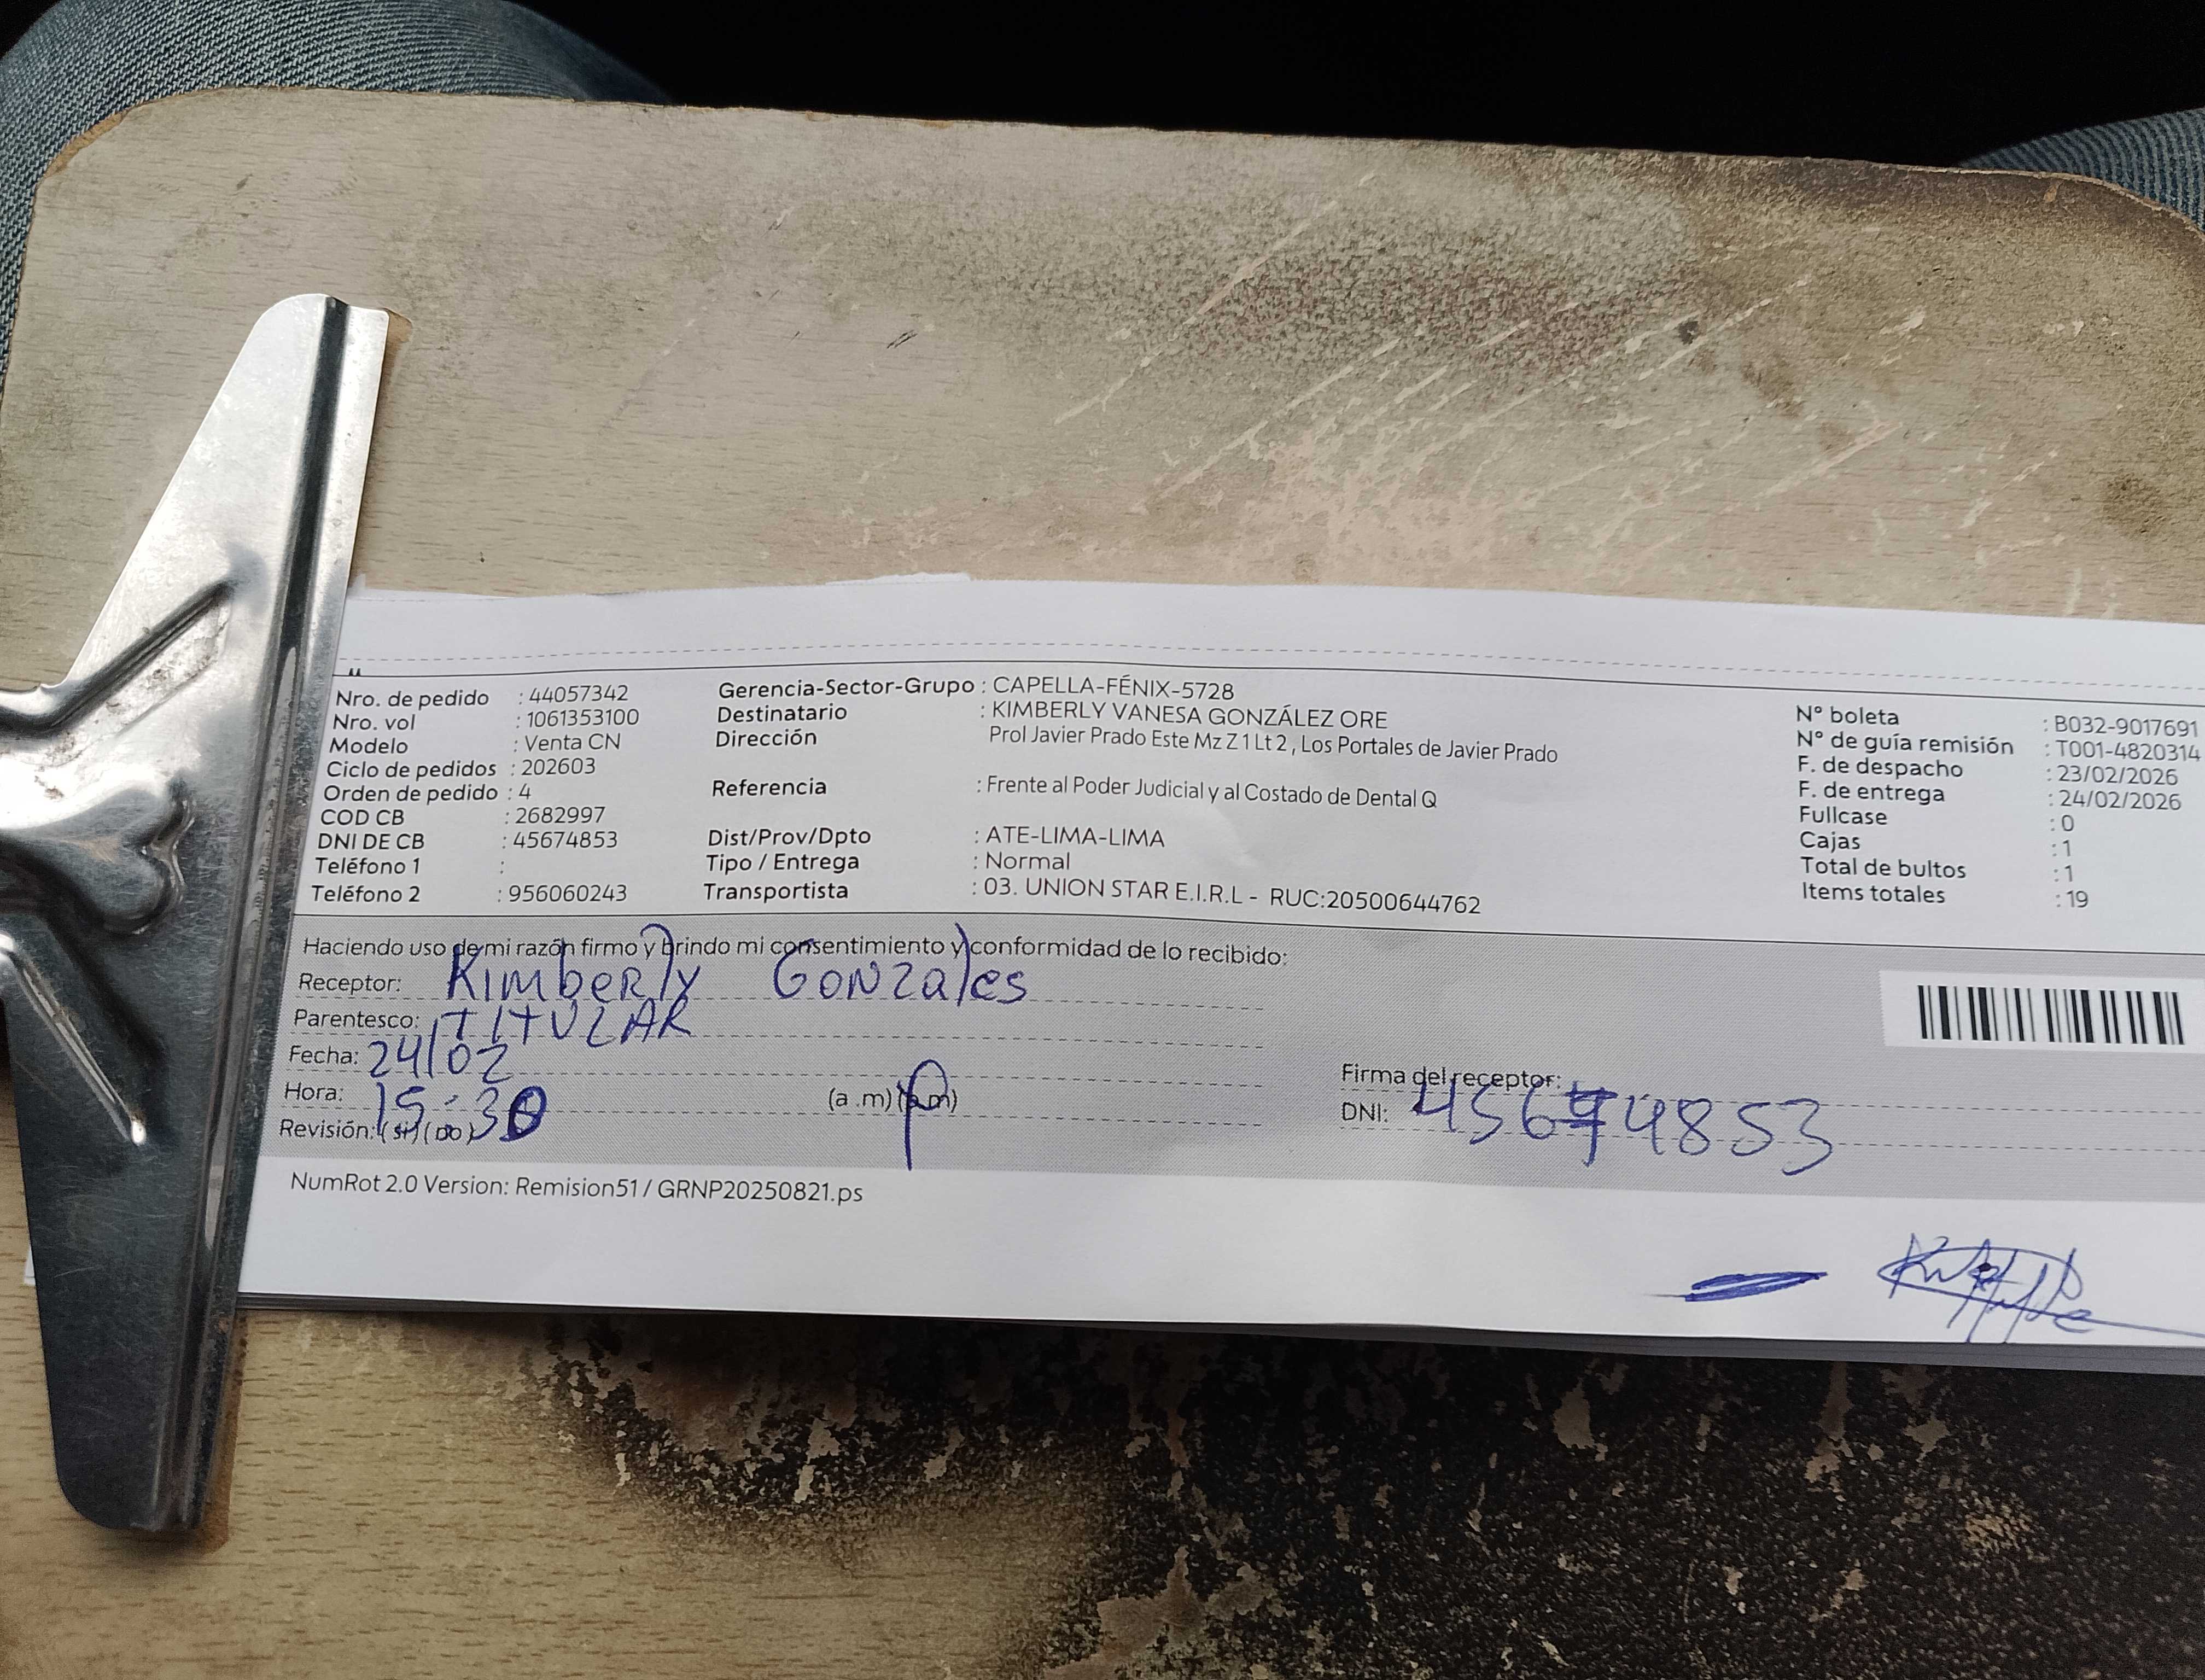 Nro. de pedido : 44057342
Nro. vol : 1061353100
Modelo : Venta CN
Ciclo de pedidos : 202603
Orden de pedido : 4
COD CB : 2682997
DNI DE CB : 45674853
Teléfono 1 :
Teléfono 2 : 956060243
Gerencia-Sector-Grupo : CAPELLA-FÉNIX-5728
Destinatario : KIMBERLY VANESA GONZÁLEZ ORE
Dirección Prol Javier Prado Este Mz Z 1 Lt 2 , Los Portales de Javier Prado
Referencia : Frente al Poder Judicial y al Costado de Dental Q
Dist/Prov/Dpto : ATE-LIMA-LIMA
Tipo / Entrega : Normal
Transportista : 03. UNION STAR E.I.R.L - RUC:20500644762
N° boleta : B032-9017691
N° de guía remisión : T001-4820314
F. de despacho : 23/02/2026
F. de entrega : 24/02/2026
Fullcase : 0
Cajas : 1
Total de bultos : 1
Items totales : 19
Haciendo uso de mi razón firmo y brindo mi consentimiento y conformidad de lo recibido:
Receptor: Kimberly Gonzales
Parentesco: TITULAR
Fecha: 24/02
Hora: 15:30 (a .m) (p.m)
Revisión: ( si ) ( no )
Firma del receptor:
DNI: 45674853
NumRot 2.0 Version: Remision51 / GRNP20250821.ps